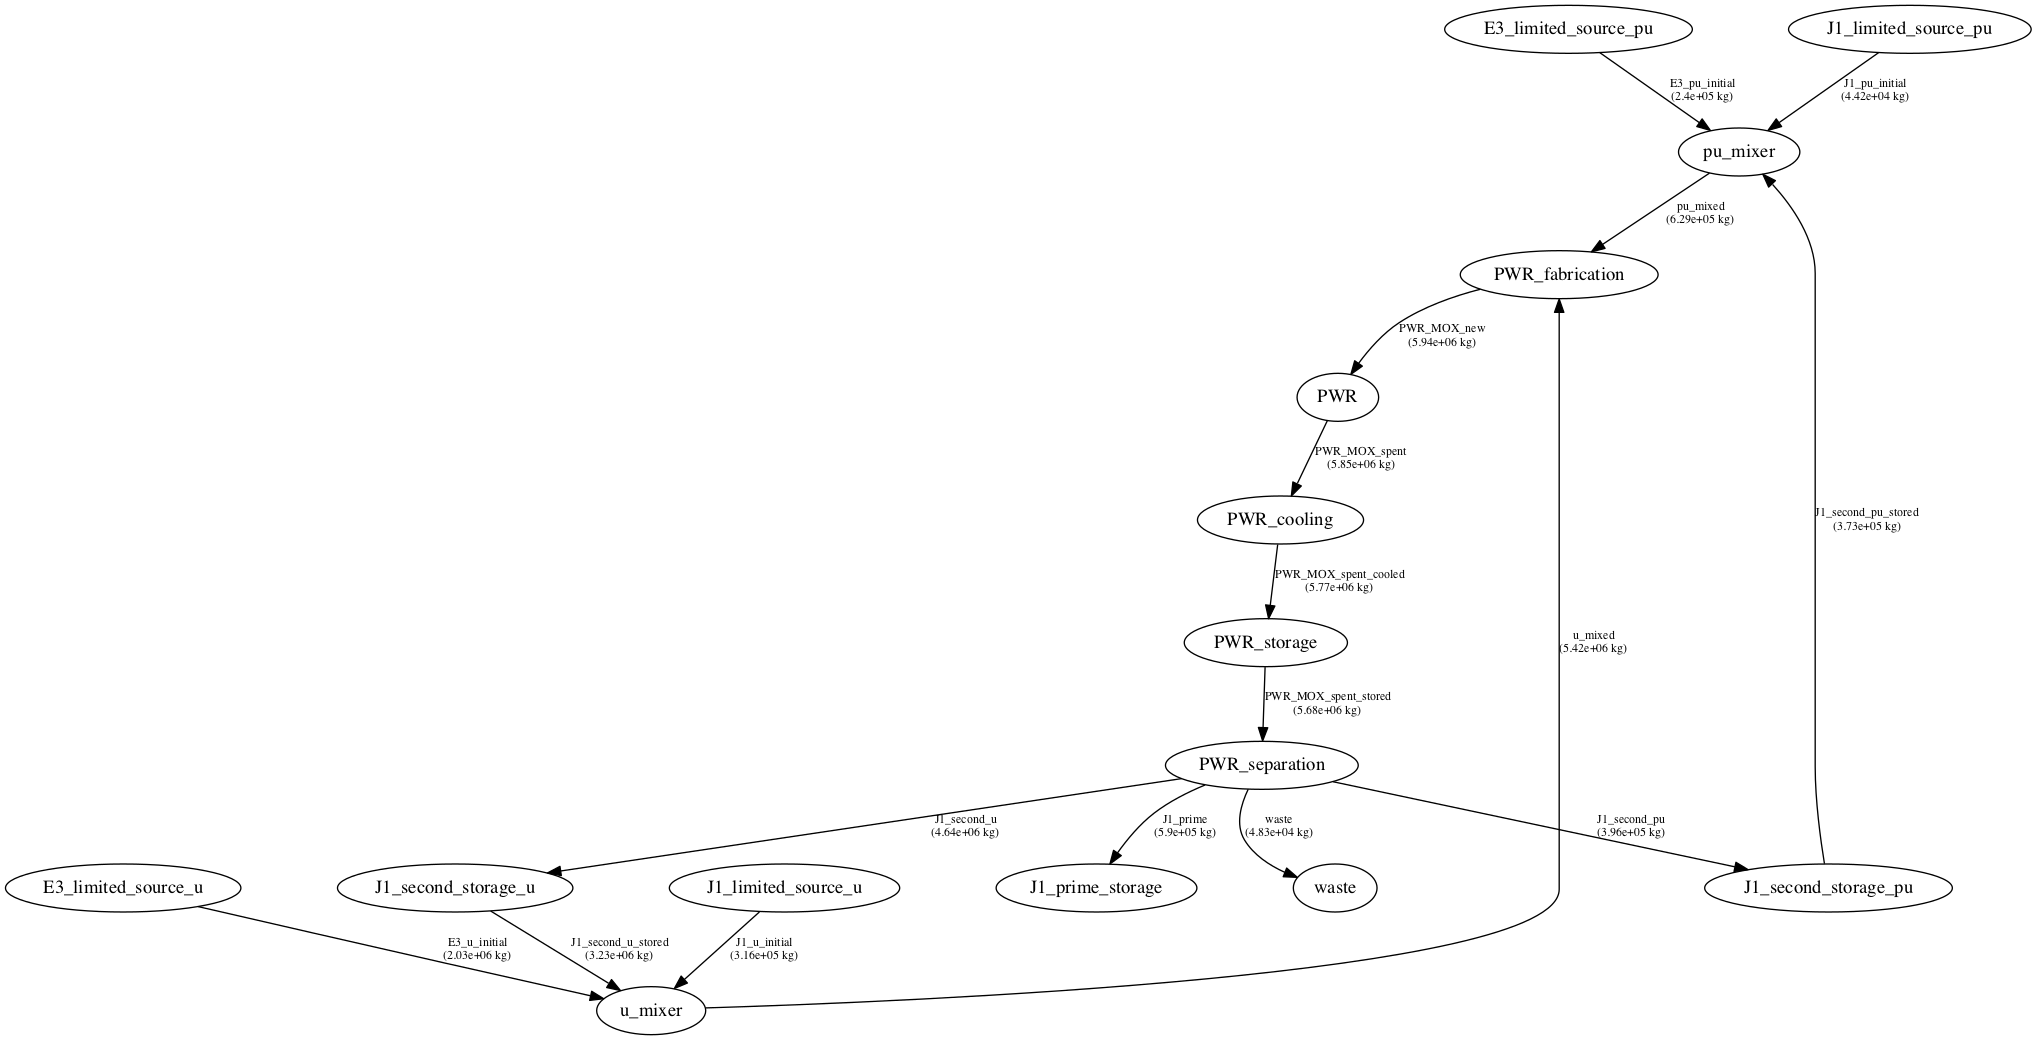 E3_limited_source_pu
J1_limited_source_pu
E3_pu_initial
(2.4e+05 kg)
J1_pu_initial
(4.42e+04 kg)
pu_mixer
pu_mixed
(6.29e+05 kg)
PWR_fabrication
PWR_MOX_new
(5.94e+06 kg)
PWR
PWR_MOX_spent
(5.85e+06 kg)
PWR_cooling
J1_second_pu_stored
(3.73e+05 kg)
PWR_MOX_spent_cooled
(5.77e+06 kg)
PWR_storage
u_mixed
(5.42e+06 kg)
PWR_MOX_spent_stored
(5.68e+06 kg)
PWR_separation
J1_second_u
(4.64e+06 kg)
J1_prime
(5.9e+05 kg)
waste
(4.83e+04 kg)
J1_second_pu
(3.96e+05 kg)
E3_limited_source_u
J1_second_storage_u
J1_limited_source_u
J1_prime_storage
waste
J1_second_storage_pu
E3_u_initial
(2.03e+06 kg)
J1_second_u_stored
(3.23e+06 kg)
J1_u_initial
(3.16e+05 kg)
u_mixer